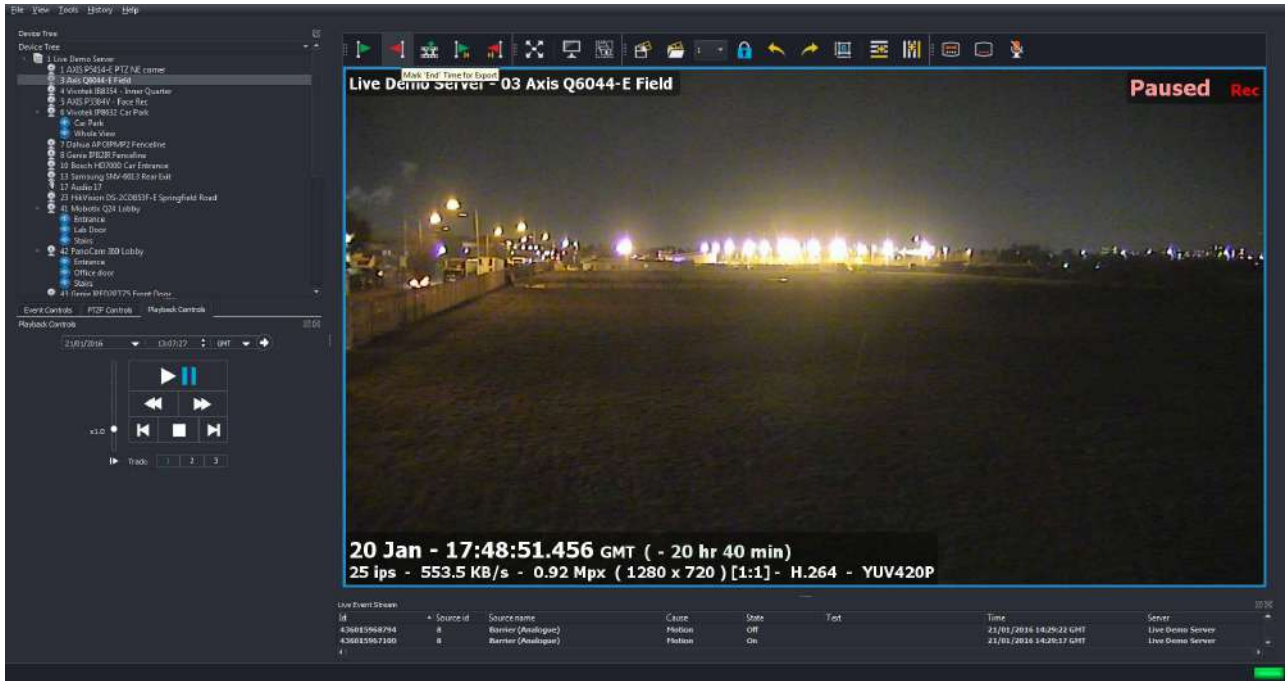 File View Tools History Help
Device Tree
Device Tree
1 Live Demo Server
1 AXIS P5414-E PTZ NE corner
3 Axis Q6044-E Field
4 Vivotek IB8354 - Inner Quarter
5 AXIS P3384V - Face Rec
6 Vivotek IP8632 Car Park
Car Park
Whole View
7 Dahua APOIPMP2 Fenceline
8 Genie IPB2IR Fenceline
10 Bosch HD7000 Car Entrance
13 Samsung SNV-6013 Rear Exit
17 Audio 17
23 HikVision DS-2CD853F-E Springfield Road
41 Mobotix Q24 Lobby
Entrance
Lab Door
Stairs
42 PanoCam 360 Lobby
Entrance
Office door
Stairs
Front Door
Event Controls PTZF Controls Playback Controls
Playback Controls
21/01/2016 13:07:27 GMT
x1.0
Track: 1 2 3
Mark 'End' Time for Export
Live Demo Server - 03 Axis Q6044-E Field
Paused Rec
20 Jan - 17:48:51.456 GMT ( - 20 hr 40 min)
25 ips - 553.5 KB/s - 0.92 Mpx ( 1280 x 720 ) [1:1] - H.264 - YUV420P
Live Event Stream
Id Source id Source name Cause State Text Time Server
436015968794 8 Barrier (Analogue) Motion Off 21/01/2016 14:29:22 GMT Live Demo Server
436015967100 8 Barrier (Analogue) Motion On 21/01/2016 14:29:17 GMT Live Demo Server